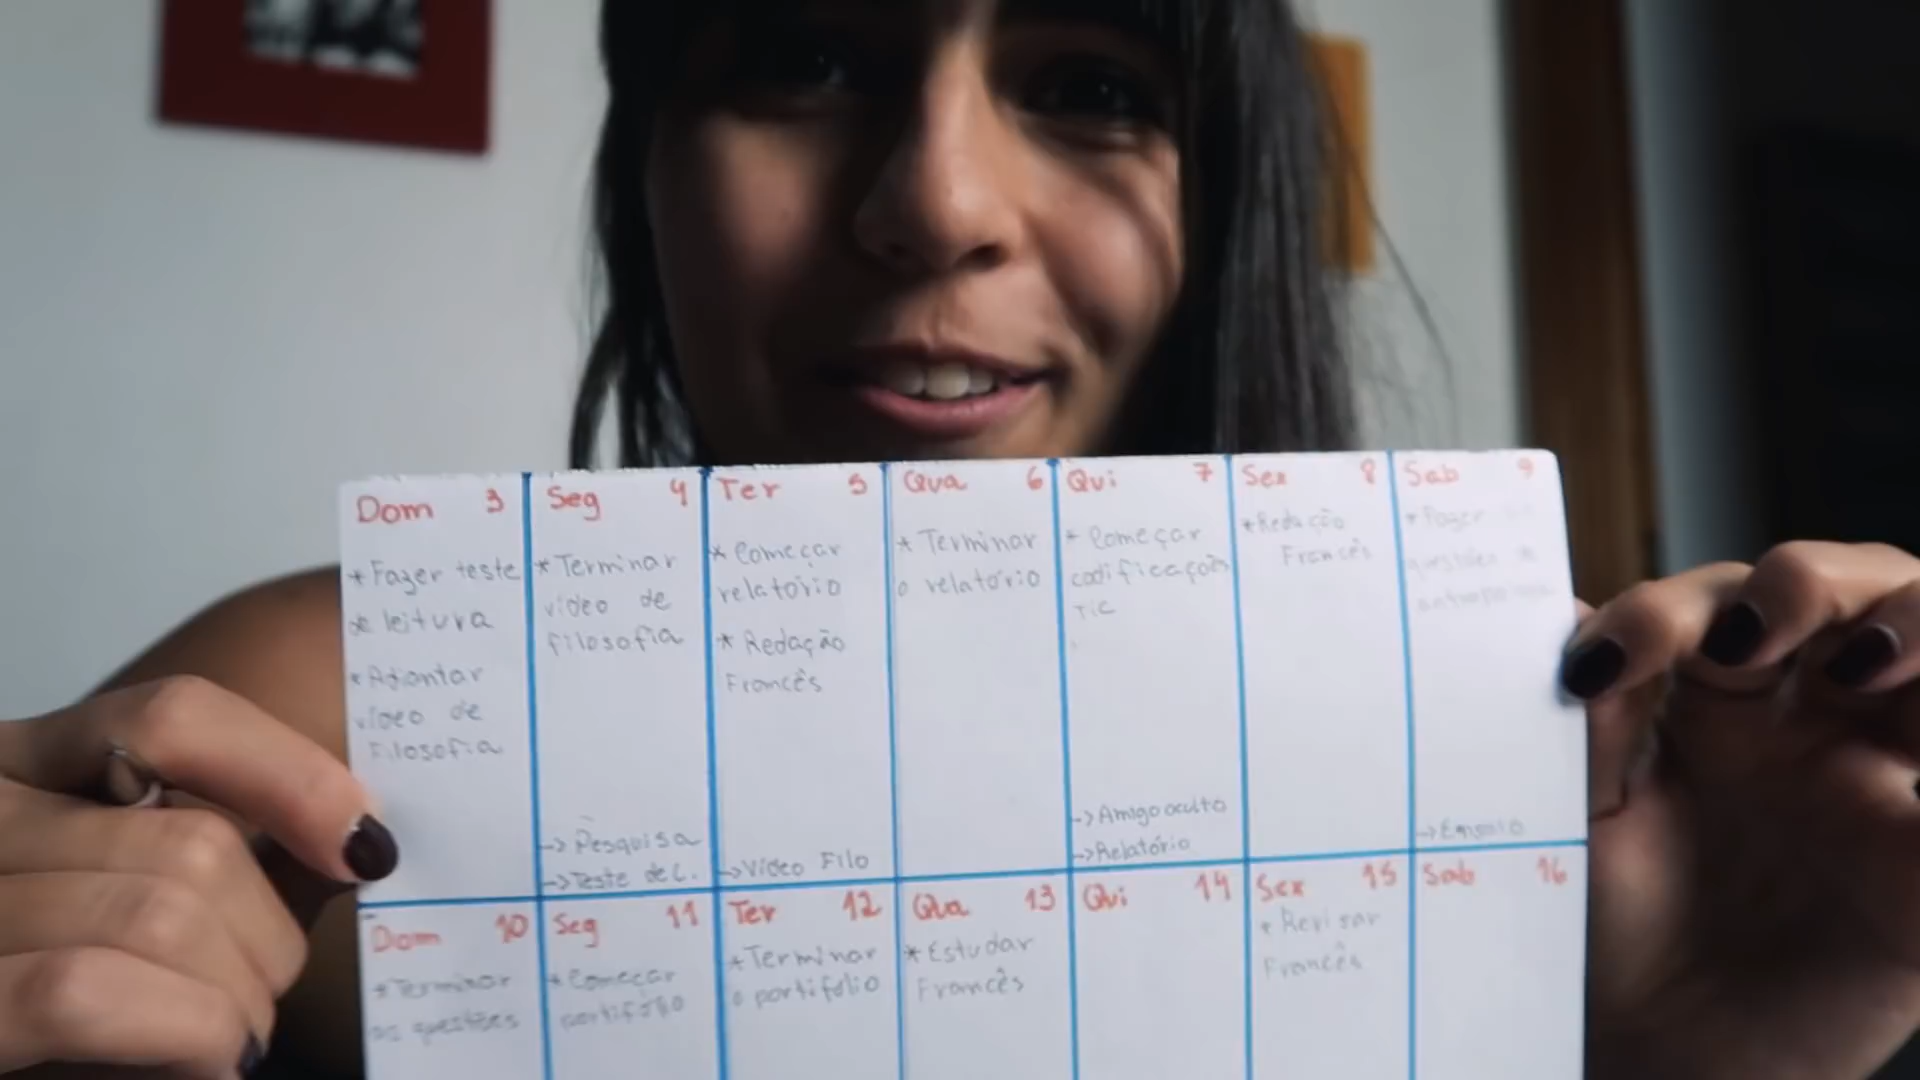 Dom 3
* Fazer teste
de leitura
* Adiantar
vídeo de
Filosofia
Seg 4
* Terminar
vídeo de
filosofia
-> Pesquisa
-> Teste de L.
Ter 5
* Começar
relatório
* Redação
Francês
-> Vídeo Filo
Qua 6
* Terminar
o relatório
Qui 7
* Começar
codificação
TIC
-> Amigo oculto
-> Relatório
Sex 8
* Redação
Francês
Sab 9
* Fazer
questões
Dom 10
* Terminar
as questões
Seg 11
* Começar
portifólio
Ter 12
* Terminar
o portifólio
Qua 13
* Estudar
Francês
Qui 14
Sex 15
* Revisar
Francês
Sab 16